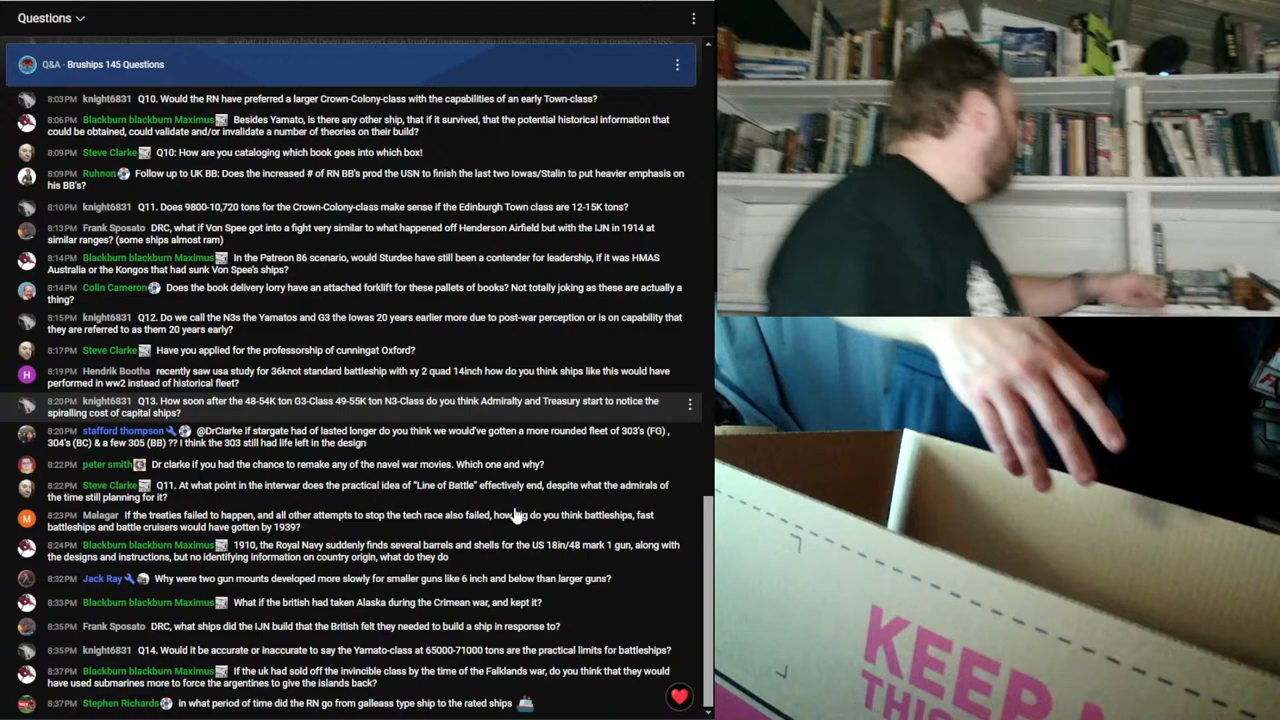 Questions
Q&A · Bruships 145 Questions
8:03PM knight6831 Q10. Would the RN have preferred a larger Crown-Colony-class with the capabilities of an early Town-class?
8:06PM Blackburn blackburn Maximus Besides Yamato, is there any other ship, that if it survived, that the potential historical information that
could be obtained, could validate and/or invalidate a number of theories on their build?
8:09PM Steve Clarke Q10: How are you cataloging which book goes into which box!
8:09PM Ruhnon Follow up to UK BB: Does the increased # of RN BB's prod the USN to finish the last two Iowas/Stalin to put heavier emphasis on
his BB's?
8:10PM knight6831 Q11. Does 9800-10,720 tons for the Crown-Colony-class make sense if the Edinburgh Town class are 12-15K tons?
8:13PM Frank Sposato DRC, what if Von Spee got into a fight very similar to what happened off Henderson Airfield but with the IJN in 1914 at
similar ranges? (some ships almost ram)
8:14PM Blackburn blackburn Maximus In the Patreon 86 scenario, would Sturdee have still been a contender for leadership, if it was HMAS
Australia or the Kongos that had sunk Von Spee's ships?
8:14PM Colin Cameron Does the book delivery lorry have an attached forklift for these pallets of books? Not totally joking as these are actually a
thing?
8:15PM knight6831 Q12. Do we call the N3s the Yamatos and G3 the Iowas 20 years earlier more due to post-war perception or is on capability that
they are referred to as them 20 years early?
8:17PM Steve Clarke Have you applied for the professorship of cunningat Oxford?
8:19PM Hendrik Bootha recently saw usa study for 36knot standard battleship with xy 2 quad 14inch how do you think ships like this would have
performed in ww2 instead of historical fleet?
8:20PM knight6831 Q13. How soon after the 48-54K ton G3-Class 49-55K ton N3-Class do you think Admiralty and Treasury start to notice the
spiralling cost of capital ships?
8:20PM stafford thompson @DrClarke if stargate had of lasted longer do you think we would've gotten a more rounded fleet of 303's (FG) ,
304's (BC) & a few 305 (BB) ?? I think the 303 still had life left in the design
8:22PM peter smith Dr clarke if you had the chance to remake any of the navel war movies. Which one and why?
8:22PM Steve Clarke Q11. At what point in the interwar does the practical idea of "Line of Battle" effectively end, despite what the admirals of
the time still planning for it?
8:23PM Malagar If the treaties failed to happen, and all other attempts to stop the tech race also failed, how big do you think battleships, fast
battleships and battle cruisers would have gotten by 1939?
8:24PM Blackburn blackburn Maximus 1910, the Royal Navy suddenly finds several barrels and shells for the US 18in/48 mark 1 gun, along with
the designs and instructions, but no identifying information on country origin, what do they do
8:32PM Jack Ray Why were two gun mounts developed more slowly for smaller guns like 6 inch and below than larger guns?
8:33PM Blackburn blackburn Maximus What if the british had taken Alaska during the Crimean war, and kept it?
8:35PM Frank Sposato DRC, what ships did the IJN build that the British felt they needed to build a ship in response to?
8:35PM knight6831 Q14. Would it be accurate or inaccurate to say the Yamato-class at 65000-71000 tons are the practical limits for battleships?
8:37PM Blackburn blackburn Maximus If the uk had sold off the invincible class by the time of the Falklands war, do you think that they would
have used submarines more to force the argentines to give the islands back?
8:37PM Stephen Richards in what period of time did the RN go from galleass type ship to the rated ships
KEEP
THIS